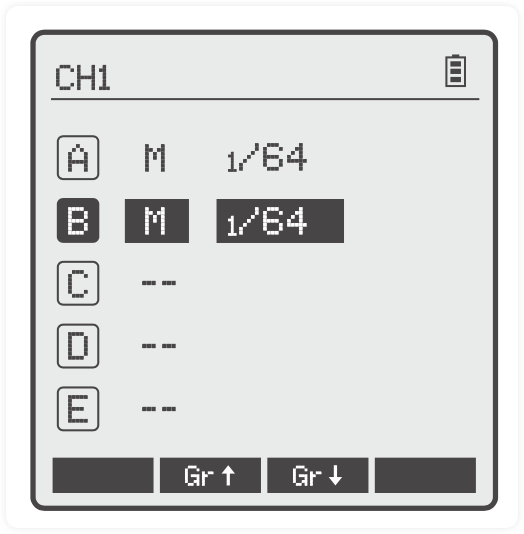 CH1
A M 1/64
B M 1/64
C --
D --
E --
Gr↑ Gr↓